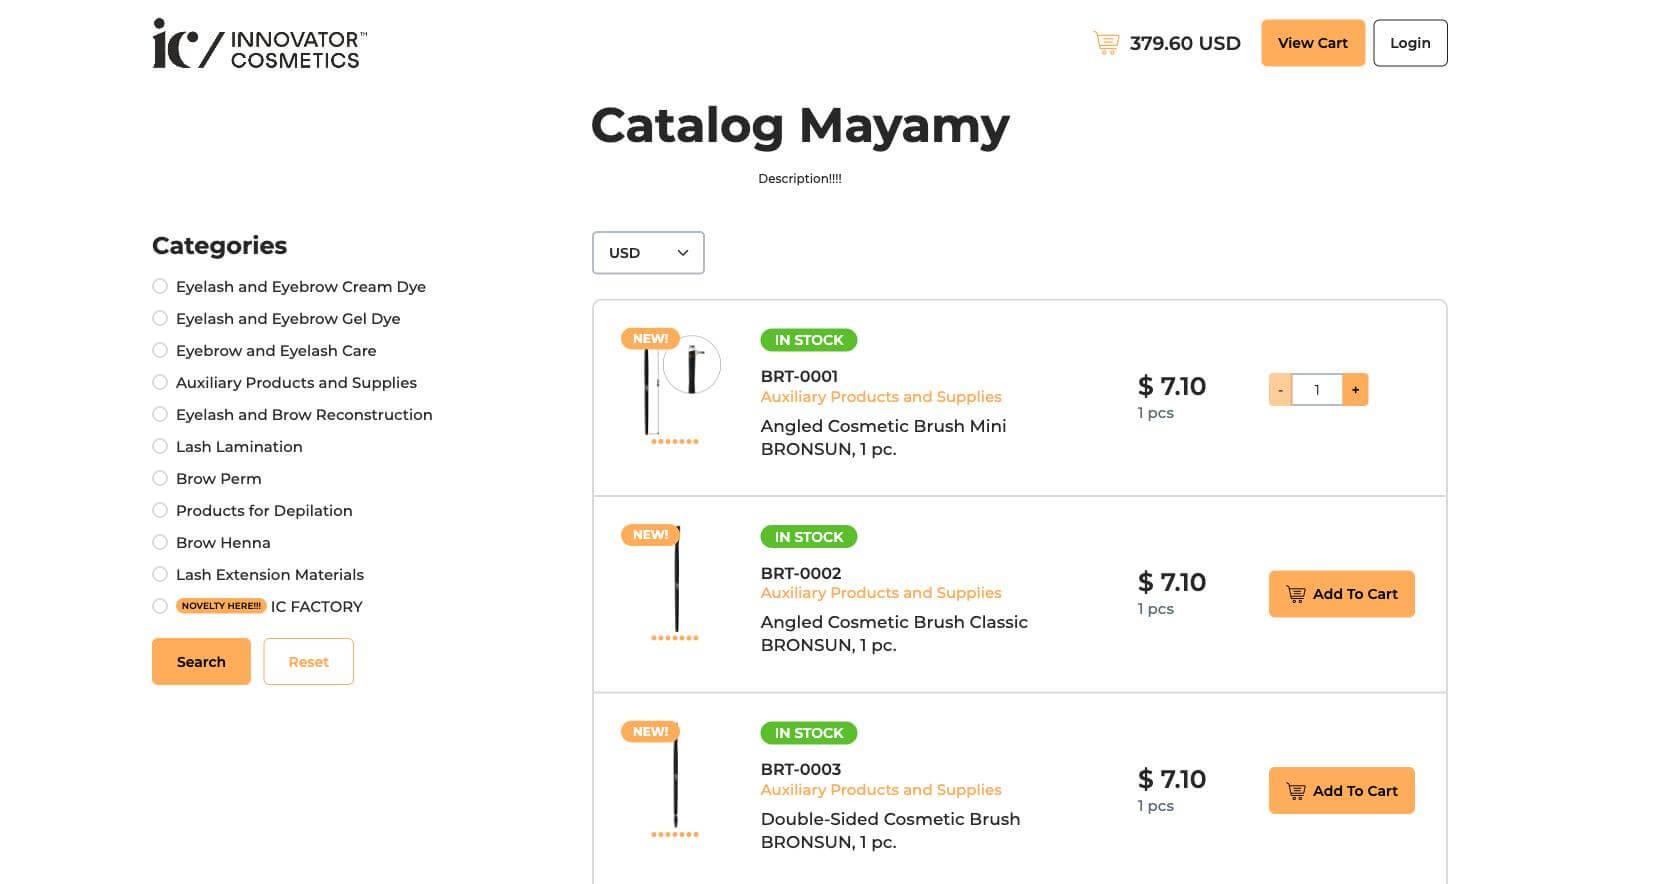 ic/ INNOVATOR™
COSMETICS
379.60 USD
View Cart
Login
Catalog Mayamy
Description!!!!
Categories
Eyelash and Eyebrow Cream Dye
Eyelash and Eyebrow Gel Dye
Eyebrow and Eyelash Care
Auxiliary Products and Supplies
Eyelash and Brow Reconstruction
Lash Lamination
Brow Perm
Products for Depilation
Brow Henna
Lash Extension Materials
NOVELTY HERE!!! IC FACTORY
Search
Reset
USD
NEW!
IN STOCK
BRT-0001
Auxiliary Products and Supplies
Angled Cosmetic Brush Mini
BRONSUN, 1 pc.
$ 7.10
1 pcs
- 1 +
NEW!
IN STOCK
BRT-0002
Auxiliary Products and Supplies
Angled Cosmetic Brush Classic
BRONSUN, 1 pc.
$ 7.10
1 pcs
Add To Cart
NEW!
IN STOCK
BRT-0003
Auxiliary Products and Supplies
Double-Sided Cosmetic Brush
BRONSUN, 1 pc.
$ 7.10
1 pcs
Add To Cart